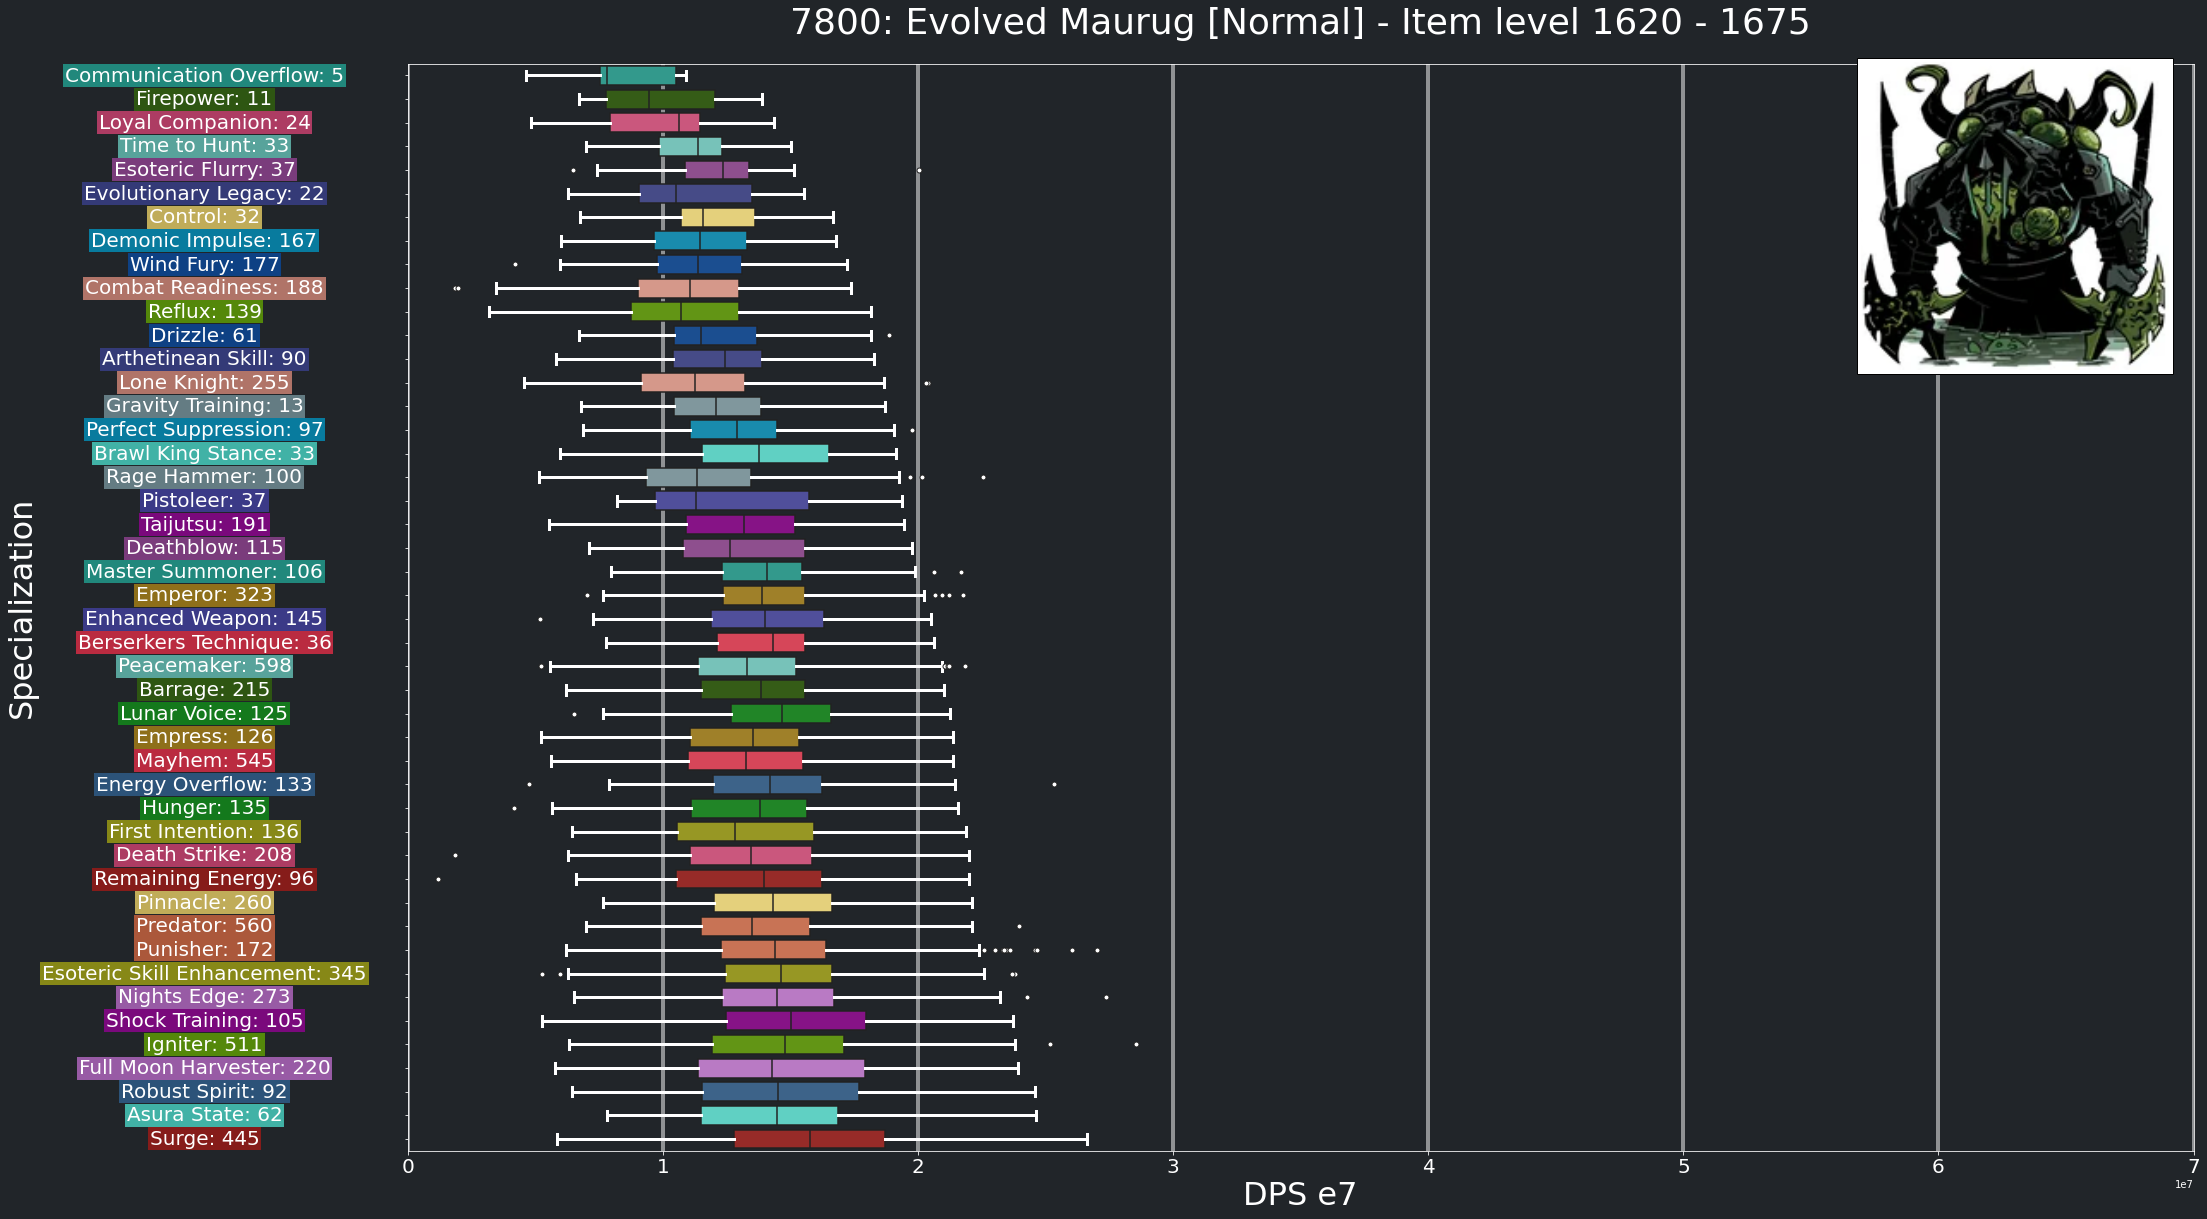 7800: Evolved Maurug [Normal] - Item level 1620 - 1675
Specialization
Communication Overflow: 5
Firepower: 11
Loyal Companion: 24
Time to Hunt: 33
Esoteric Flurry: 37
Evolutionary Legacy: 22
Control: 32
Demonic Impulse: 167
Wind Fury: 177
Combat Readiness: 188
Reflux: 139
Drizzle: 61
Arthetinean Skill: 90
Lone Knight: 255
Gravity Training: 13
Perfect Suppression: 97
Brawl King Stance: 33
Rage Hammer: 100
Pistoleer: 37
Taijutsu: 191
Deathblow: 115
Master Summoner: 106
Emperor: 323
Enhanced Weapon: 145
Berserkers Technique: 36
Peacemaker: 598
Barrage: 215
Lunar Voice: 125
Empress: 126
Mayhem: 545
Energy Overflow: 133
Hunger: 135
First Intention: 136
Death Strike: 208
Remaining Energy: 96
Pinnacle: 260
Predator: 560
Punisher: 172
Esoteric Skill Enhancement: 345
Nights Edge: 273
Shock Training: 105
Igniter: 511
Full Moon Harvester: 220
Robust Spirit: 92
Asura State: 62
Surge: 445
0 1 2 3 4 5 6 7
DPS e7
1e7